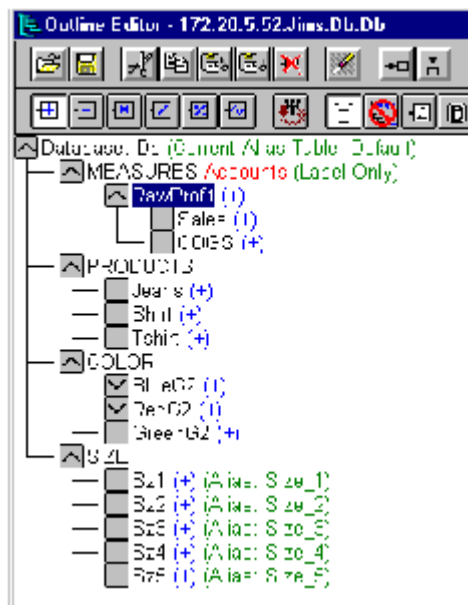 Outline Editor - 172.20.5.52.Jims.Db.Db
Database: Db (Current Alias Table: Default)
MEASURES Accounts (Label Only)
RawProf1 (+)
Sales (+)
COGS (+)
PRODUCTS
Jeans (+)
Shirt (+)
Tshirt (+)
COLOR
BlueG2 (+)
RedG2 (+)
GreenG2 (+)
SIZE
Sz1 (+) (Alias: Size_1)
Sz2 (+) (Alias: Size_2)
Sz3 (+) (Alias: Size_3)
Sz4 (+) (Alias: Size_4)
Sz5 (+) (Alias: Size_5)